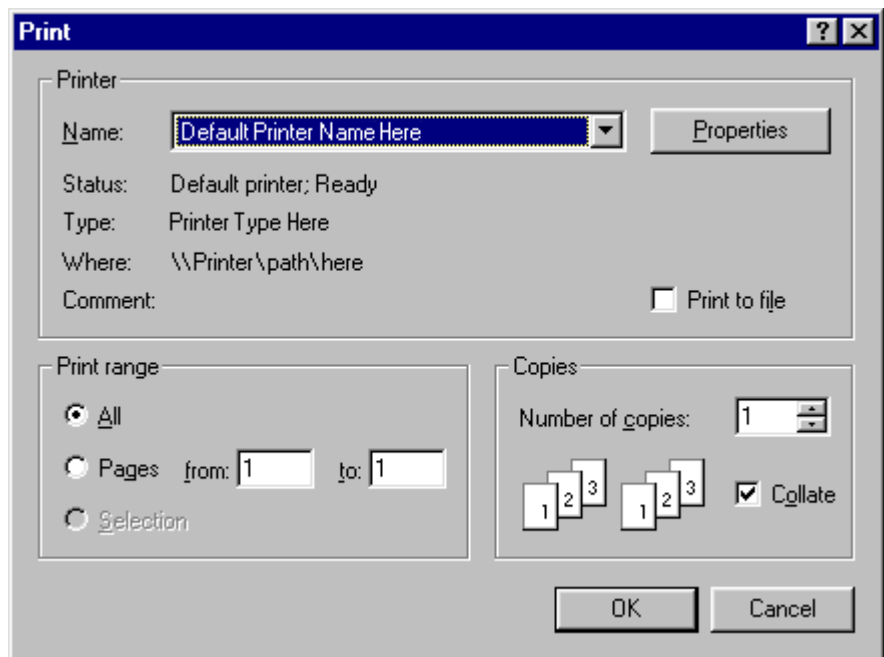 Print
Printer
Name: Default Printer Name Here Properties
Status: Default printer; Ready
Type: Printer Type Here
Where: \\Printer\path\here
Comment: Print to file
Print range
All
Pages from: 1 to: 1
Selection
Copies
Number of copies: 1
1 2 3 1 2 3 Collate
OK Cancel